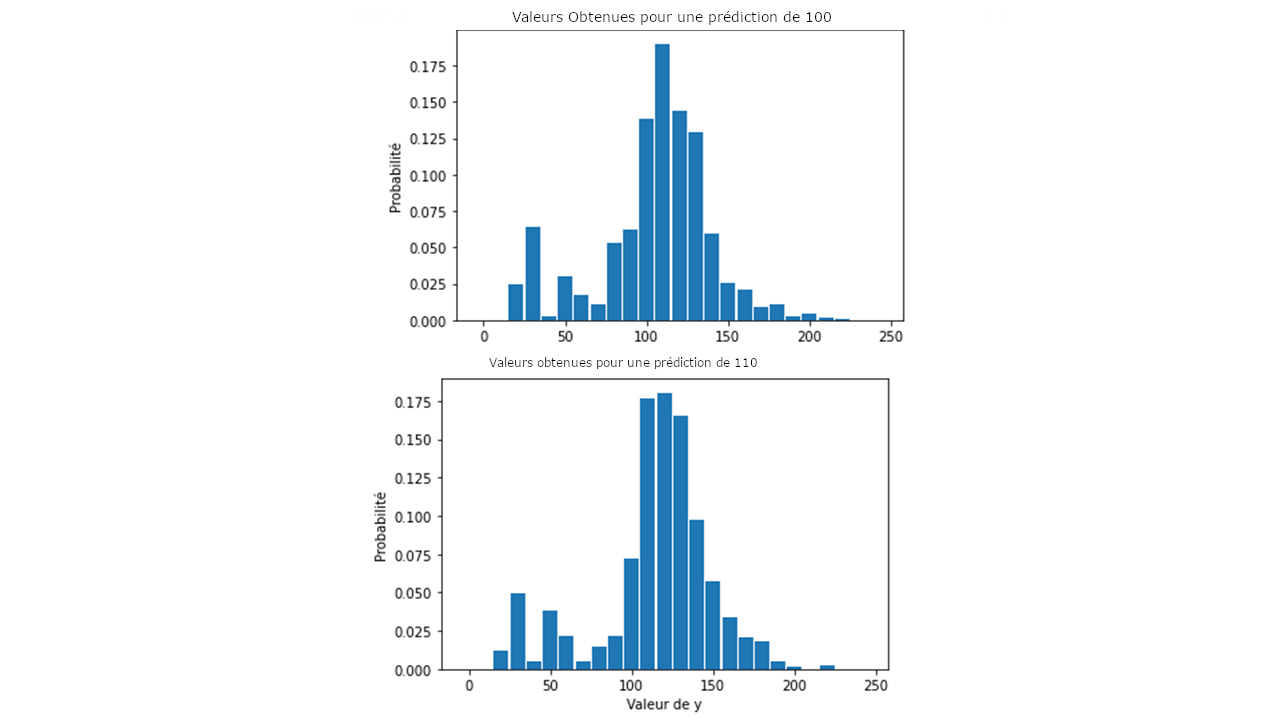 Valeurs Obtenues pour une prédiction de 100
0.175
0.150
0.125
0.100
0.075
0.050
0.025
0.000
Probabilité
0 50 100 150 200 250
Valeurs obtenues pour une prédiction de 110
0.175
0.150
0.125
0.100
0.075
0.050
0.025
0.000
Probabilité
0 50 100 150 200 250
Valeur de y